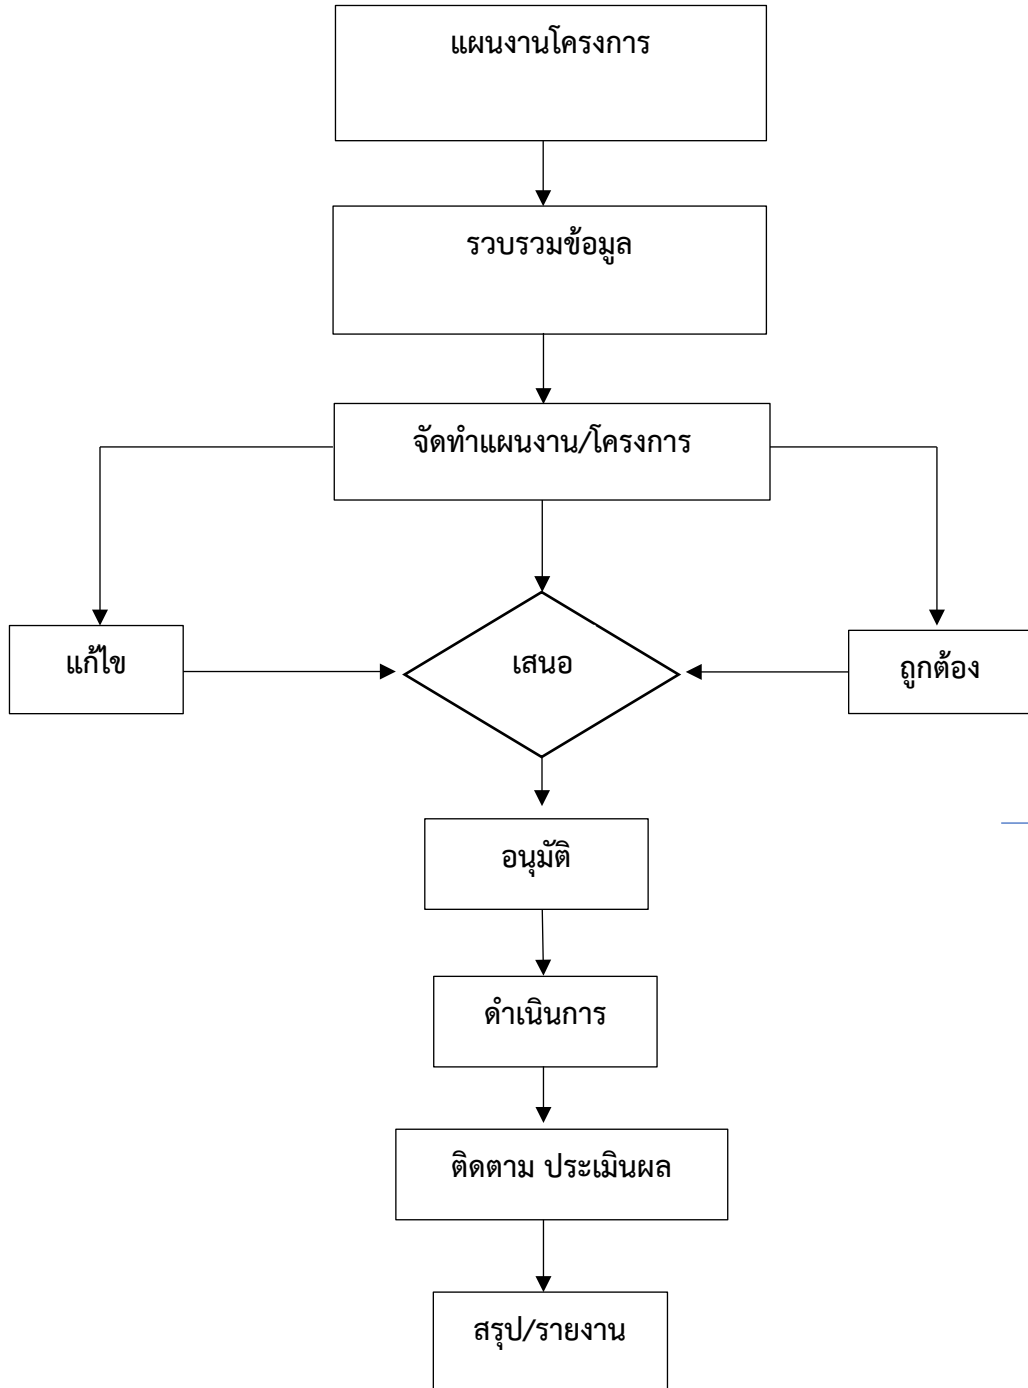 แผนงานโครงการ
รวบรวมข้อมูล
จัดทำแผนงาน/โครงการ
แก้ไข
เสนอ
ถูกต้อง
อนุมัติ
ดำเนินการ
ติดตาม ประเมินผล
สรุป/รายงาน